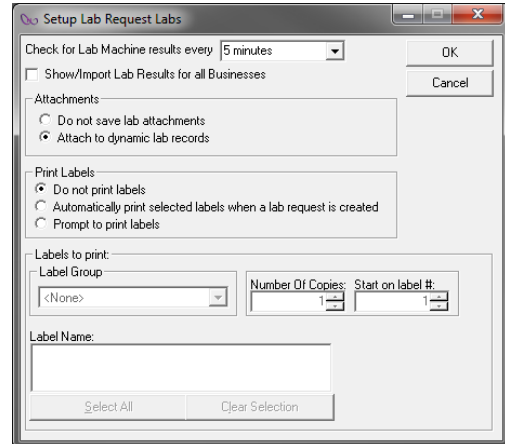 Setup Lab Request Labs
Check for Lab Machine results every 5 minutes
OK
Show/Import Lab Results for all Businesses
Cancel
Attachments
Do not save lab attachments
Attach to dynamic lab records
Print Labels
Do not print labels
Automatically print selected labels when a lab request is created
Prompt to print labels
Labels to print:
Label Group
<None>
Number Of Copies: Start on label #:
1 1
Label Name:
Select All Clear Selection